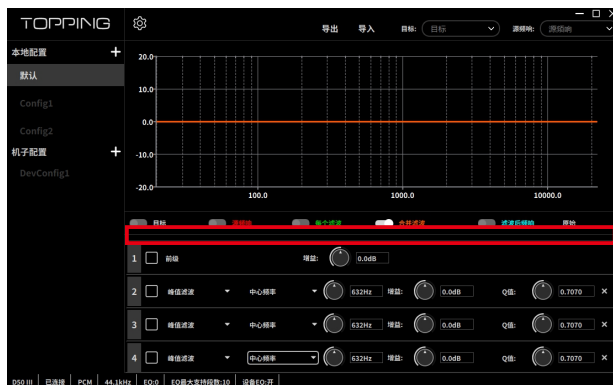 TOPPING
导出 导入 目标: 目标 源频响: 源频响
本地配置 +
默认
Config1
Config2
机子配置 +
DevConfig1
20.0
10.0
0.0
-10.0
-20.0
100.0 1000.0 10000.0
目标 源频响 每个滤波 合并滤波 滤波后频响 原始
1 前级 增益: 0.0dB
2 峰值滤波 中心频率 632Hz 增益: 0.0dB Q值: 0.7070 ×
3 峰值滤波 中心频率 632Hz 增益: 0.0dB Q值: 0.7070 ×
4 峰值滤波 中心频率 632Hz 增益: 0.0dB Q值: 0.7070 ×
D50 III 已连接 PCM 44.1kHz EQ:0 EQ最大支持段数:10 设备EQ:开